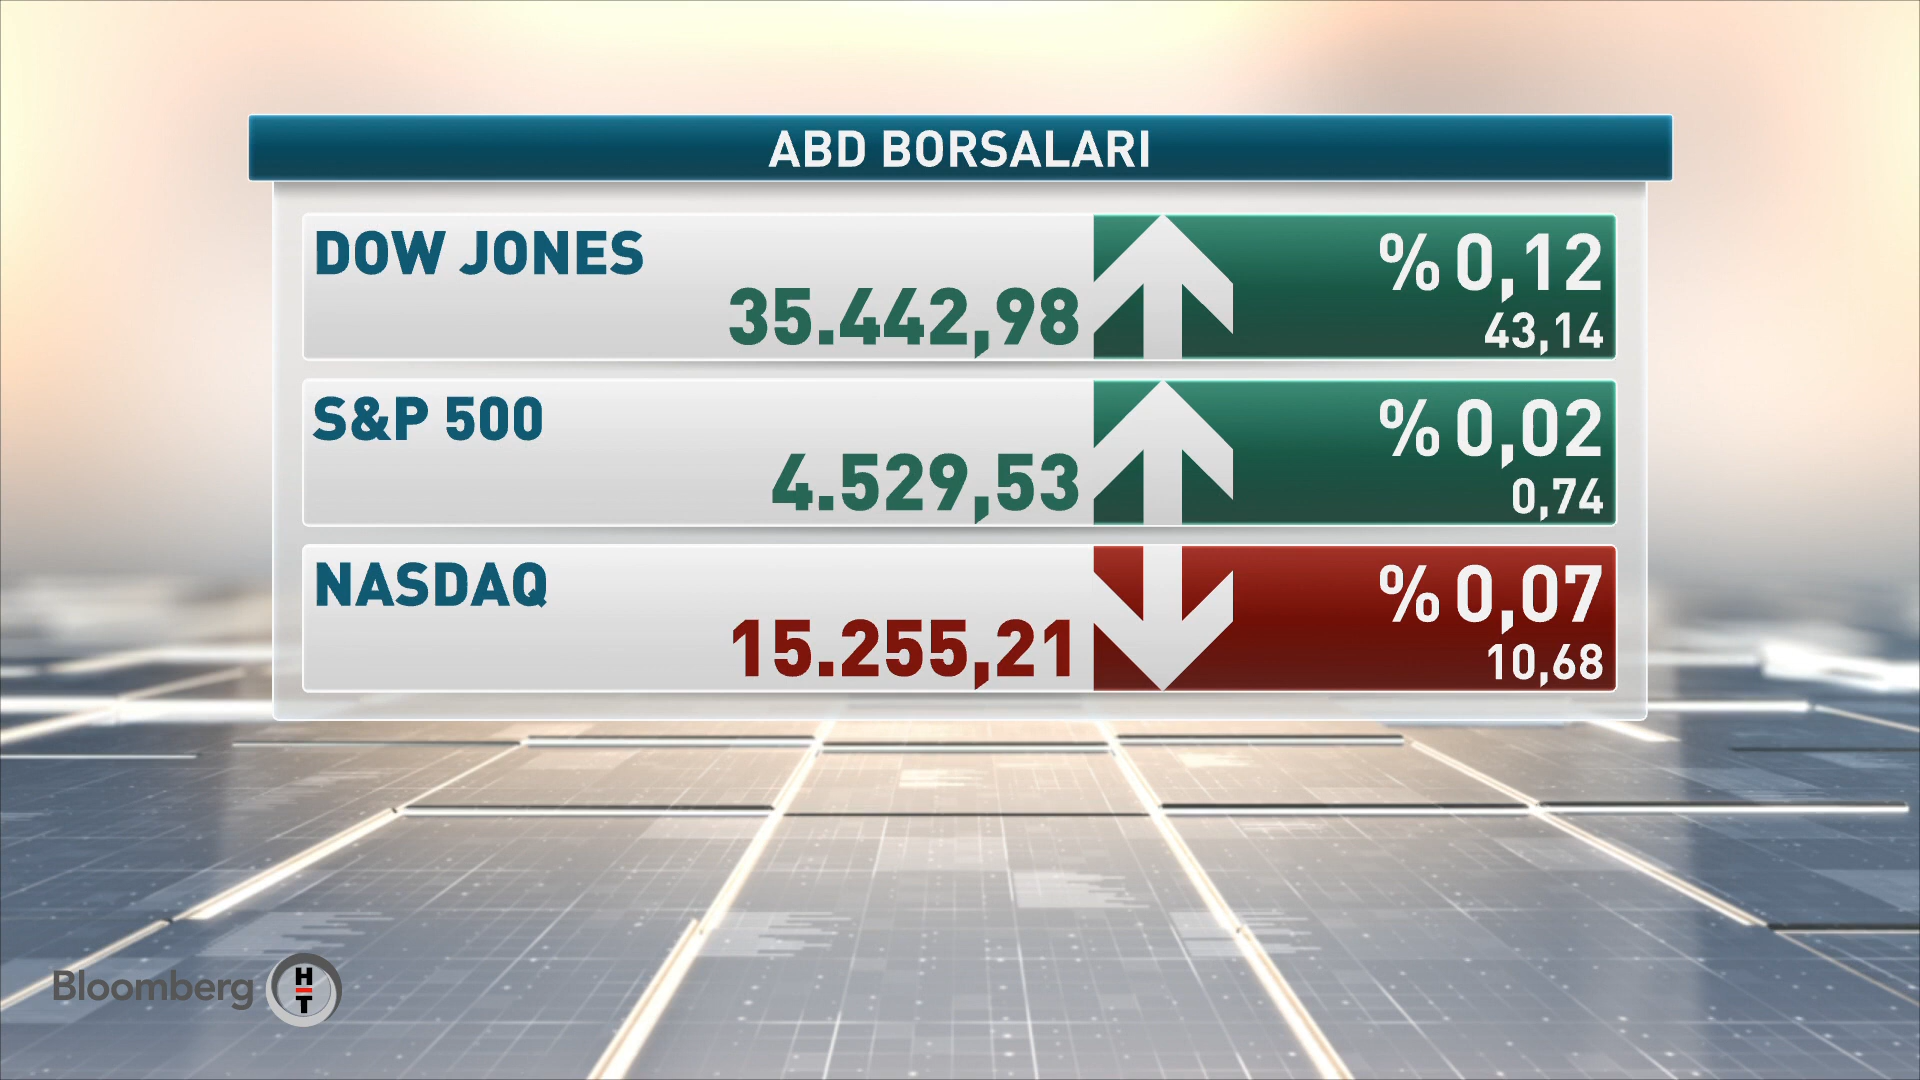 ABD BORSALARI
DOW JONES
35.442,98
% 0,12
43,14
S&P 500
4.529,53
% 0,02
0,74
NASDAQ
15.255,21
% 0,07
10,68
Bloomberg HT